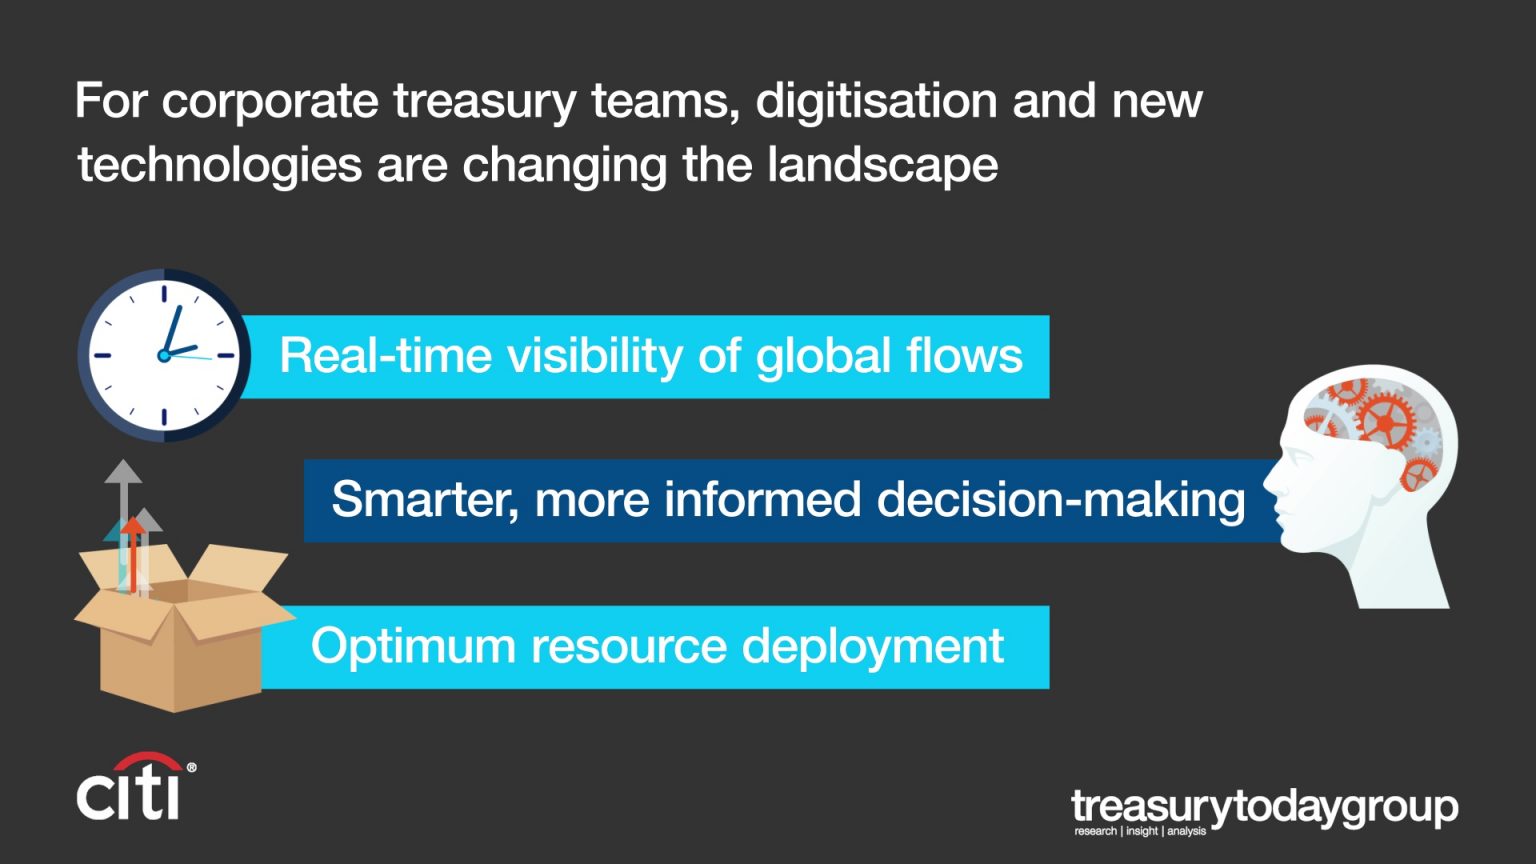 For corporate treasury teams, digitisation and new
technologies are changing the landscape
Real-time visibility of global flows
Smarter, more informed decision-making
Optimum resource deployment
citi®
treasurytodaygroup
research | insight | analysis